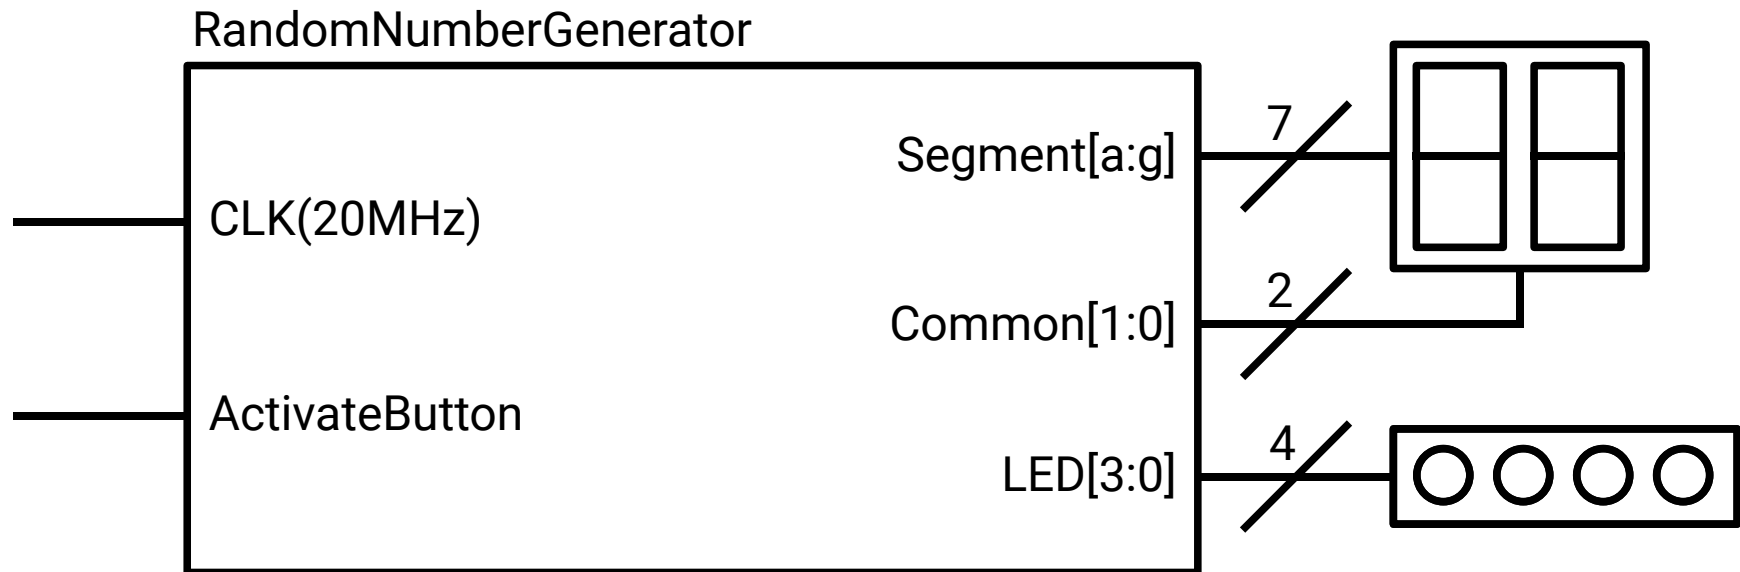 RandomNumberGenerator
Segment[a:g]
7
CLK(20MHz)
Common[1:0]
2
ActivateButton
LED[3:0]
4